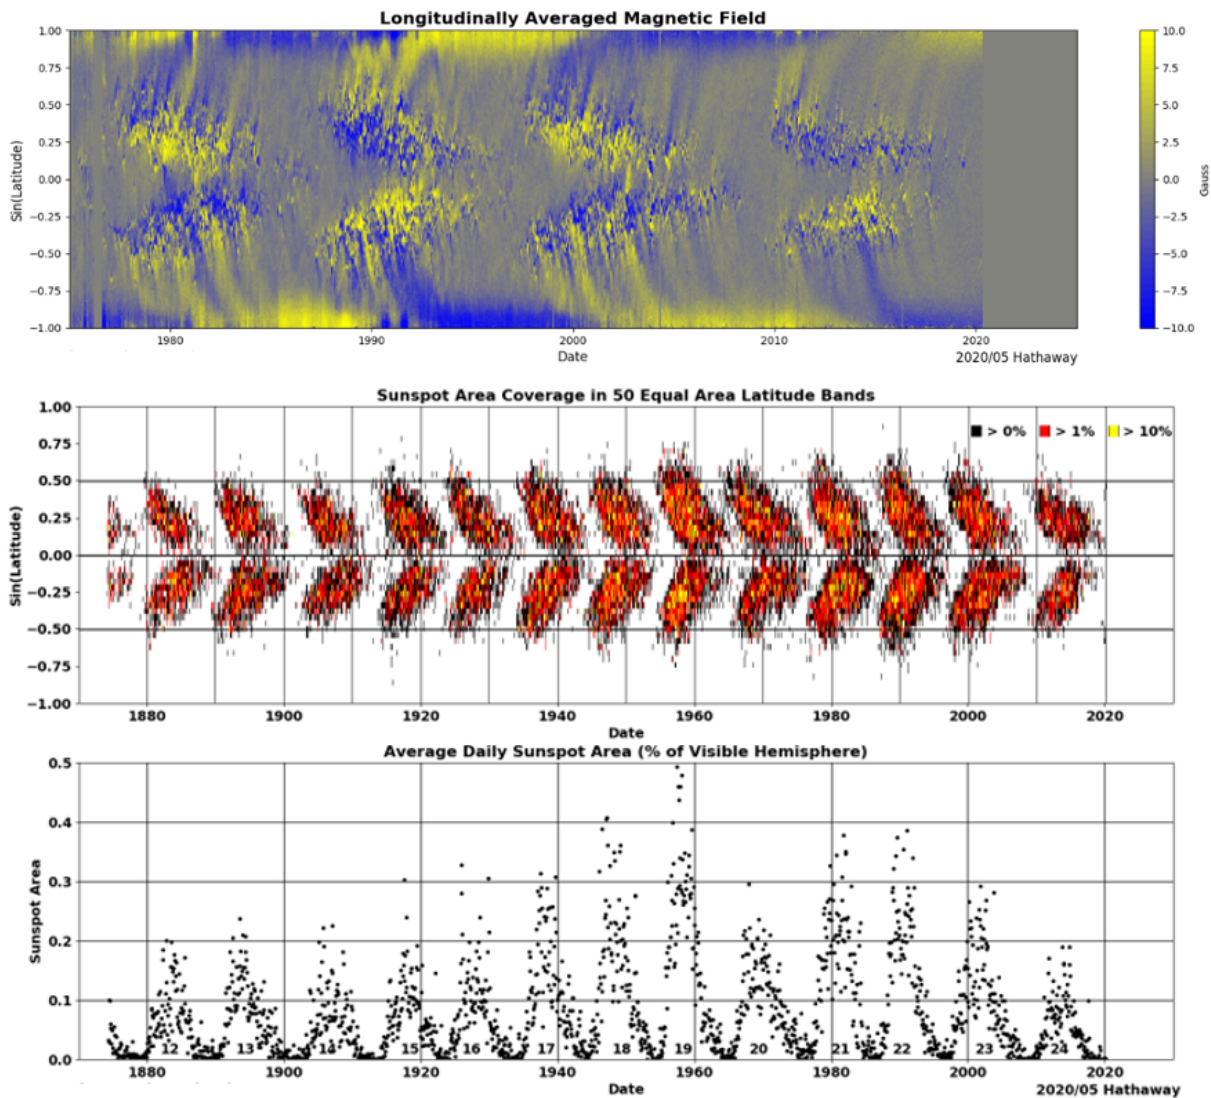 Longitudinally Averaged Magnetic Field
1.00
0.75
0.50
0.25
0.00
−0.25
−0.50
−0.75
−1.00
Sin(Latitude)
1980 1990 2000 2010 2020
Date
2020/05 Hathaway
10.0
7.5
5.0
2.5
0.0
−2.5
−5.0
−7.5
−10.0
Gauss
Sunspot Area Coverage in 50 Equal Area Latitude Bands
> 0% > 1% > 10%
1.00
0.75
0.50
0.25
0.00
−0.25
−0.50
−0.75
−1.00
Sin(Latitude)
1880 1900 1920 1940 1960 1980 2000 2020
Date
Average Daily Sunspot Area (% of Visible Hemisphere)
0.5
0.4
0.3
0.2
0.1
0.0
Sunspot Area
12 13 14 15 16 17 18 19 20 21 22 23 24
1880 1900 1920 1940 1960 1980 2000 2020
Date
2020/05 Hathaway